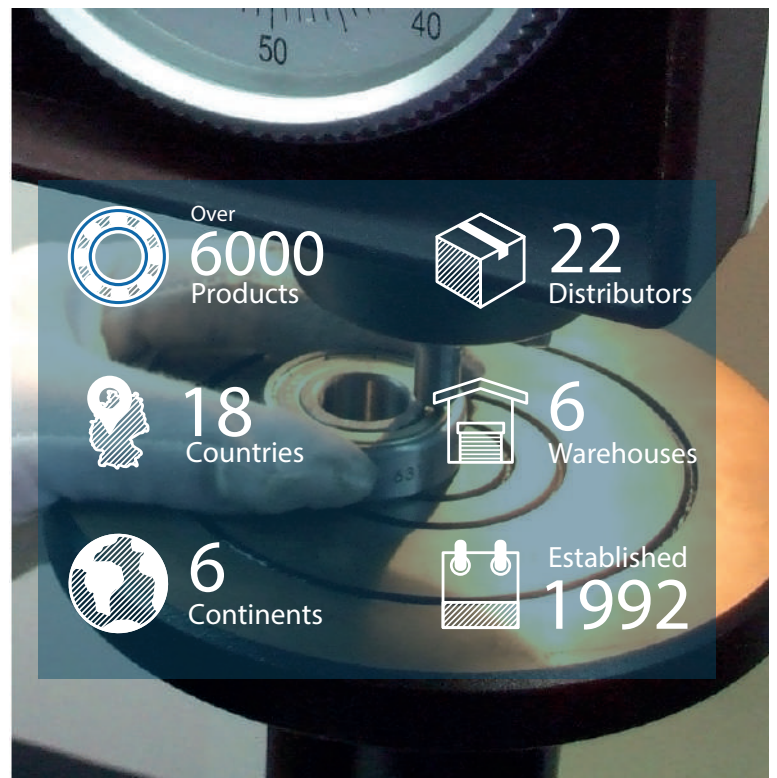 50
40
Over
6000
Products
22
Distributors
18
Countries
6
Warehouses
6
Continents
Established
1992